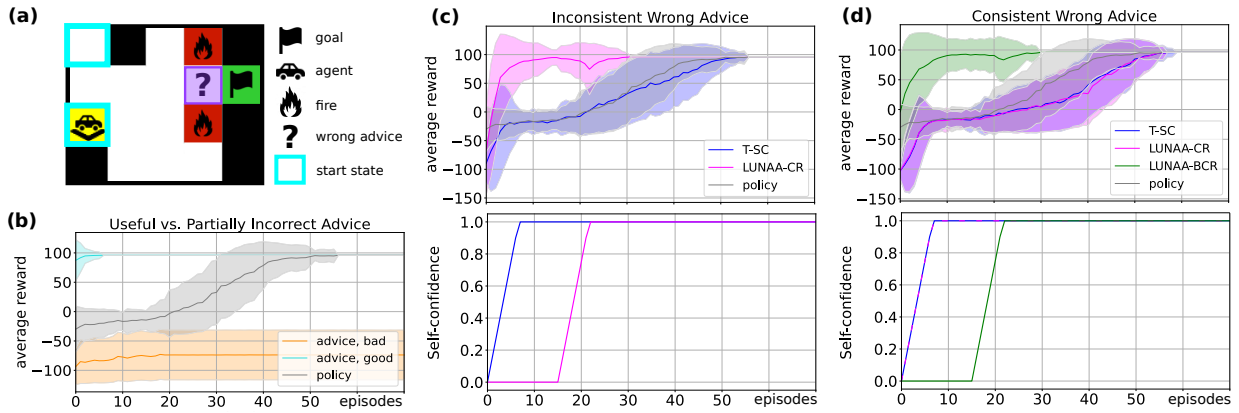 (a)
?
goal
agent
fire
? wrong advice
start state
(b)
Useful vs. Partially Incorrect Advice
average reward
100
50
0
−50
−100
advice, bad
advice, good
policy
0 10 20 30 40 50 episodes
(c)
Inconsistent Wrong Advice
average reward
100
50
0
−50
−100
−150
T-SC
LUNAA-CR
policy
Self-confidence
1.0
0.8
0.6
0.4
0.2
0.0
0 10 20 30 40 50 episodes
(d)
Consistent Wrong Advice
average reward
100
50
0
−50
−100
−150
T-SC
LUNAA-CR
LUNAA-BCR
policy
Self-confidence
1.0
0.8
0.6
0.4
0.2
0.0
0 10 20 30 40 50 episodes